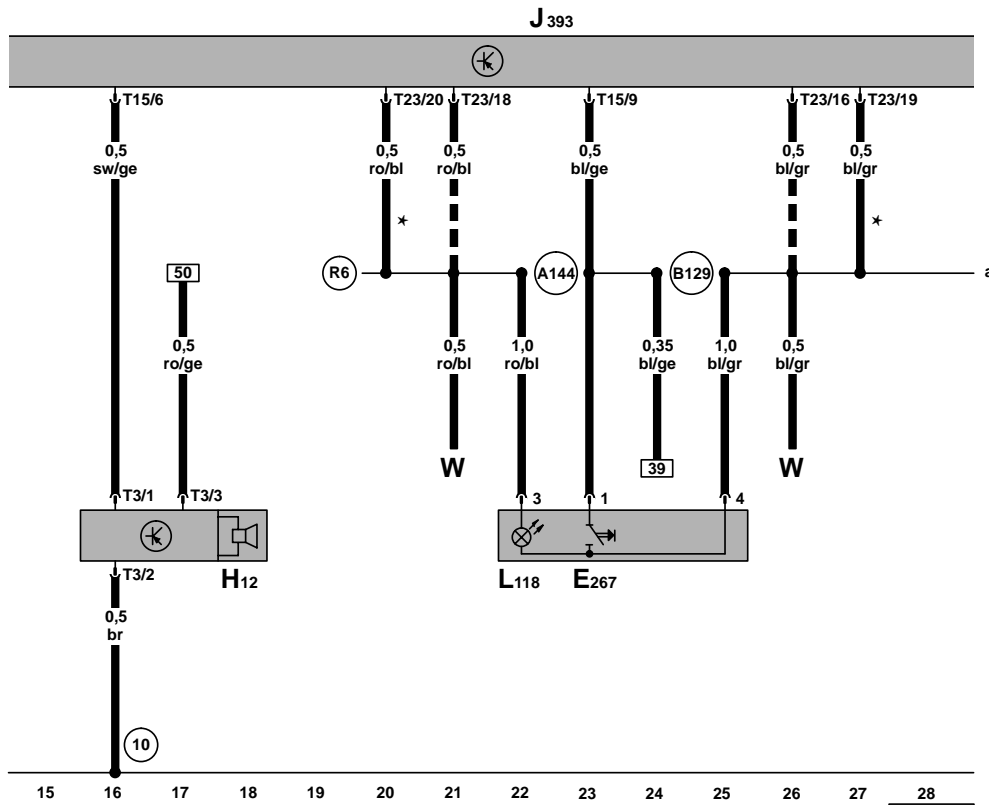 J 393
T15/6 T23/20 T23/18 T15/9 T23/16 T23/19
0,5 0,5 0,5 0,5 0,5 0,5
sw/ge ro/bl ro/bl bl/ge bl/gr bl/gr
* *
50 R6 A144 B129 a
0,5 0,5 1,0 0,35 1,0 0,5
ro/ge ro/bl ro/bl bl/ge bl/gr bl/gr
W 39 W
T3/1 T3/3 3 1 4
T3/2 H12 L118 E267
0,5
br
10
15 16 17 18 19 20 21 22 23 24 25 26 27 28